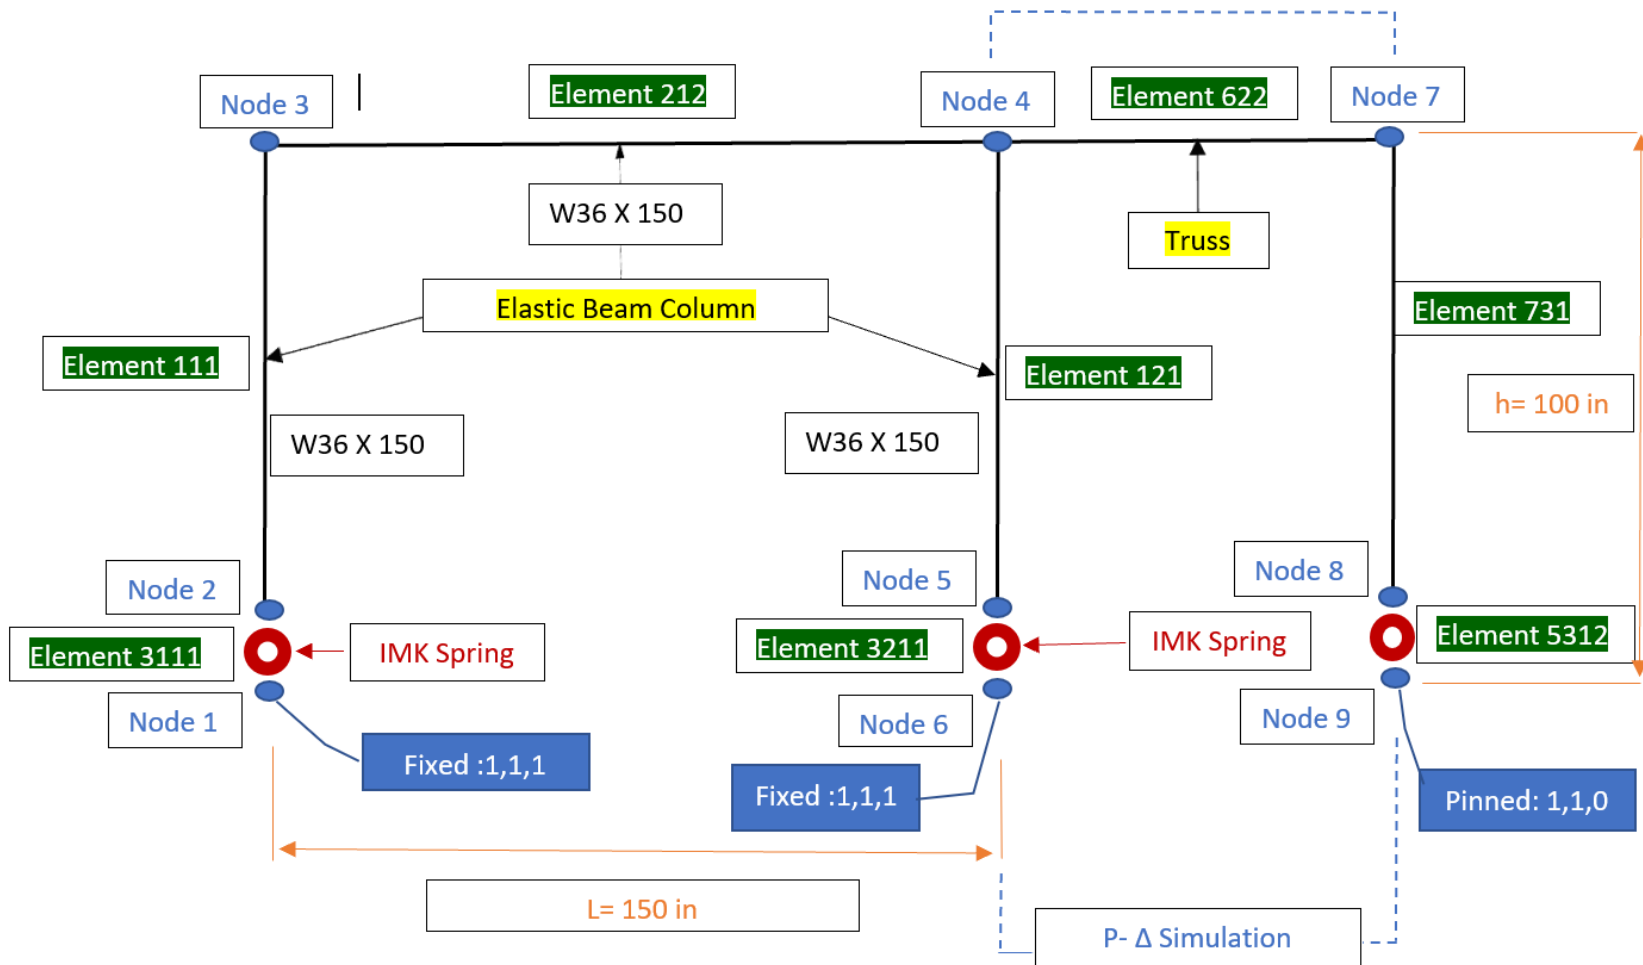 Node 3
Element 212
Node 4
Element 622
Node 7
W36 X 150
Truss
Elastic Beam Column
Element 731
Element 111
Element 121
h= 100 in
W36 X 150
W36 X 150
Node 2
Node 5
Node 8
Element 3111
IMK Spring
Element 3211
IMK Spring
Element 5312
Node 1
Node 6
Node 9
Fixed :1,1,1
Fixed :1,1,1
Pinned: 1,1,0
L= 150 in
P- Δ Simulation